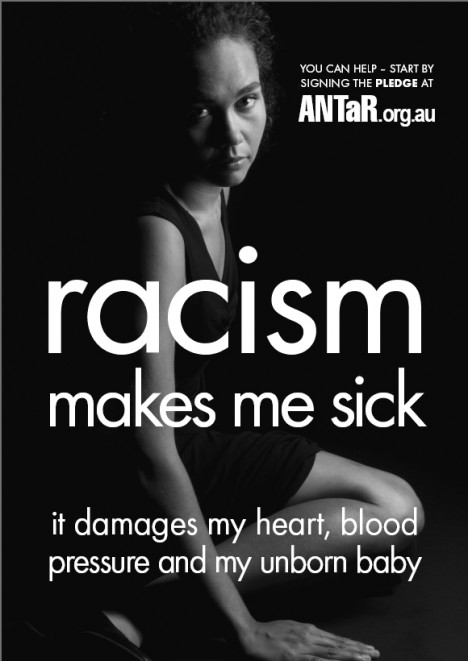 YOU CAN HELP – START BY
SIGNING THE PLEDGE AT
ANTaR.org.au
racism
makes me sick
it damages my heart, blood
pressure and my unborn baby